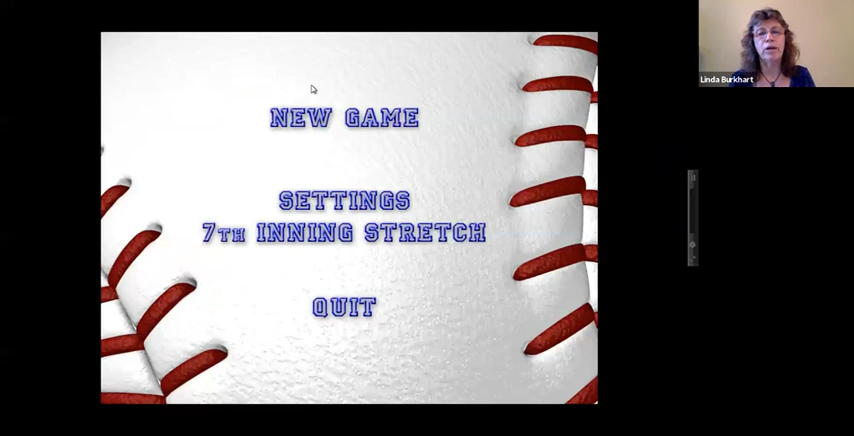 Linda Burkhart
NEW GAME
SETTINGS
7TH INNING STRETCH
QUIT